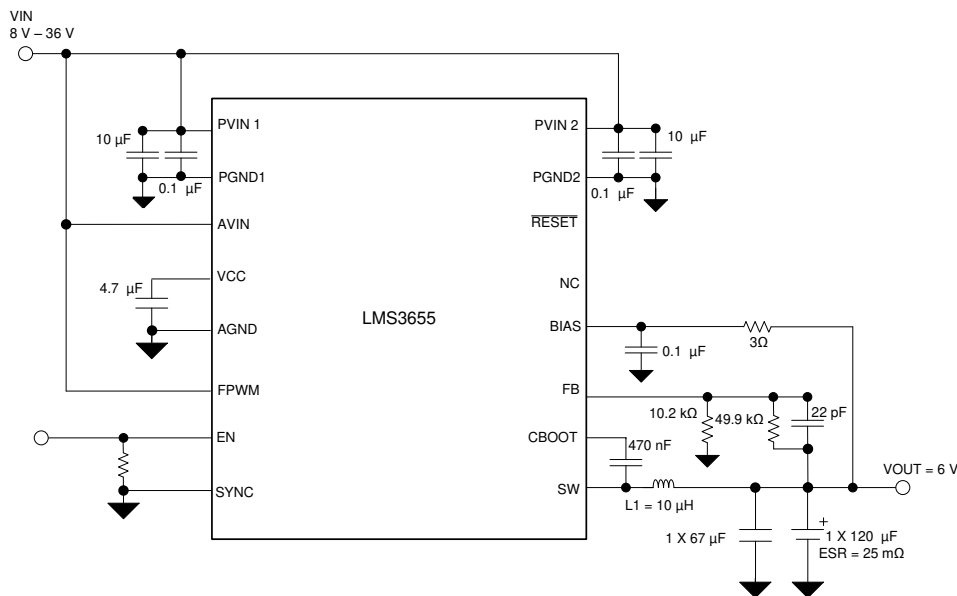 VIN
8 V – 36 V
PVIN 1
PVIN 2
10 µF
10 µF
PGND1
PGND2
0.1 µF
0.1 µF
AVIN
RESET
VCC
NC
4.7 µF
LMS3655
AGND
BIAS
3Ω
0.1 µF
FPWM
FB
10.2 kΩ
49.9 kΩ
22 pF
EN
CBOOT
470 nF
VOUT = 6 V
SYNC
SW
L1 = 10 µH
1 X 67 µF
+
1 X 120 µF
ESR = 25 mΩ